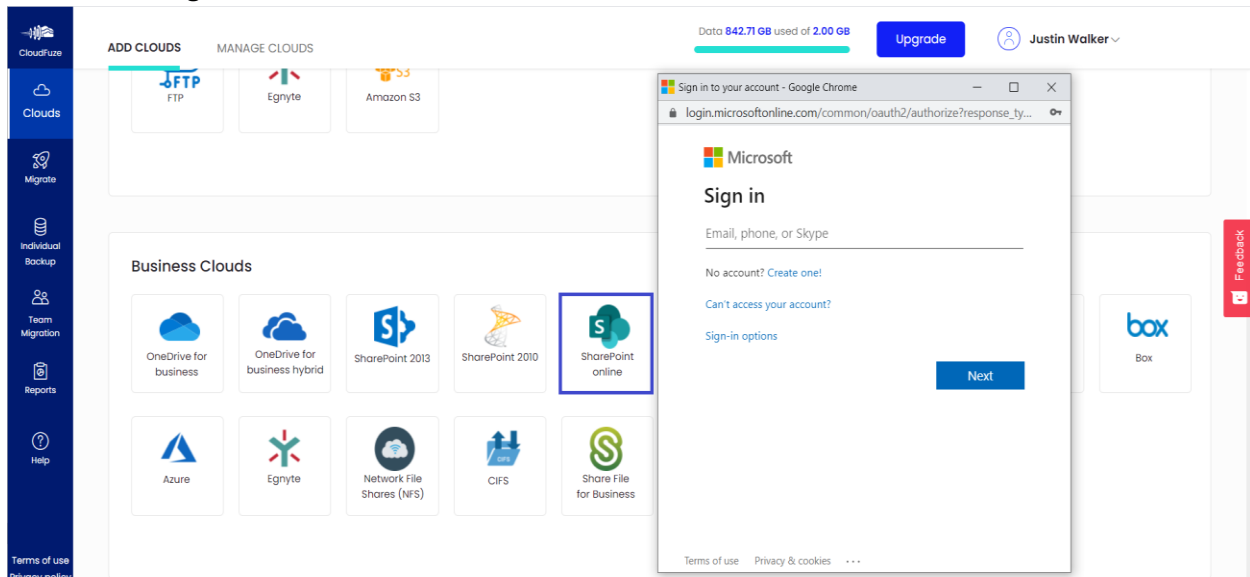 CloudFuze
ADD CLOUDS
MANAGE CLOUDS
Data 842.71 GB used of 2.00 GB
Upgrade
Justin Walker
Clouds
Migrate
Individual
Backup
Team
Migration
Reports
Help
Terms of use
Privacy policy
FTP
FTP
Egnyte
S3
Amazon S3
Business Clouds
OneDrive for
business
OneDrive for
business hybrid
S
SharePoint 2013
SharePoint 2010
S
SharePoint
online
box
Box
Azure
Egnyte
Network File
Shares (NFS)
DFS
CIFS
S
Share File
for Business
Sign in to your account - Google Chrome
login.microsoftonline.com/common/oauth2/authorize?response_ty...
Microsoft
Sign in
Email, phone, or Skype
No account? Create one!
Can't access your account?
Sign-in options
Next
Terms of use Privacy & cookies ...
Feedback